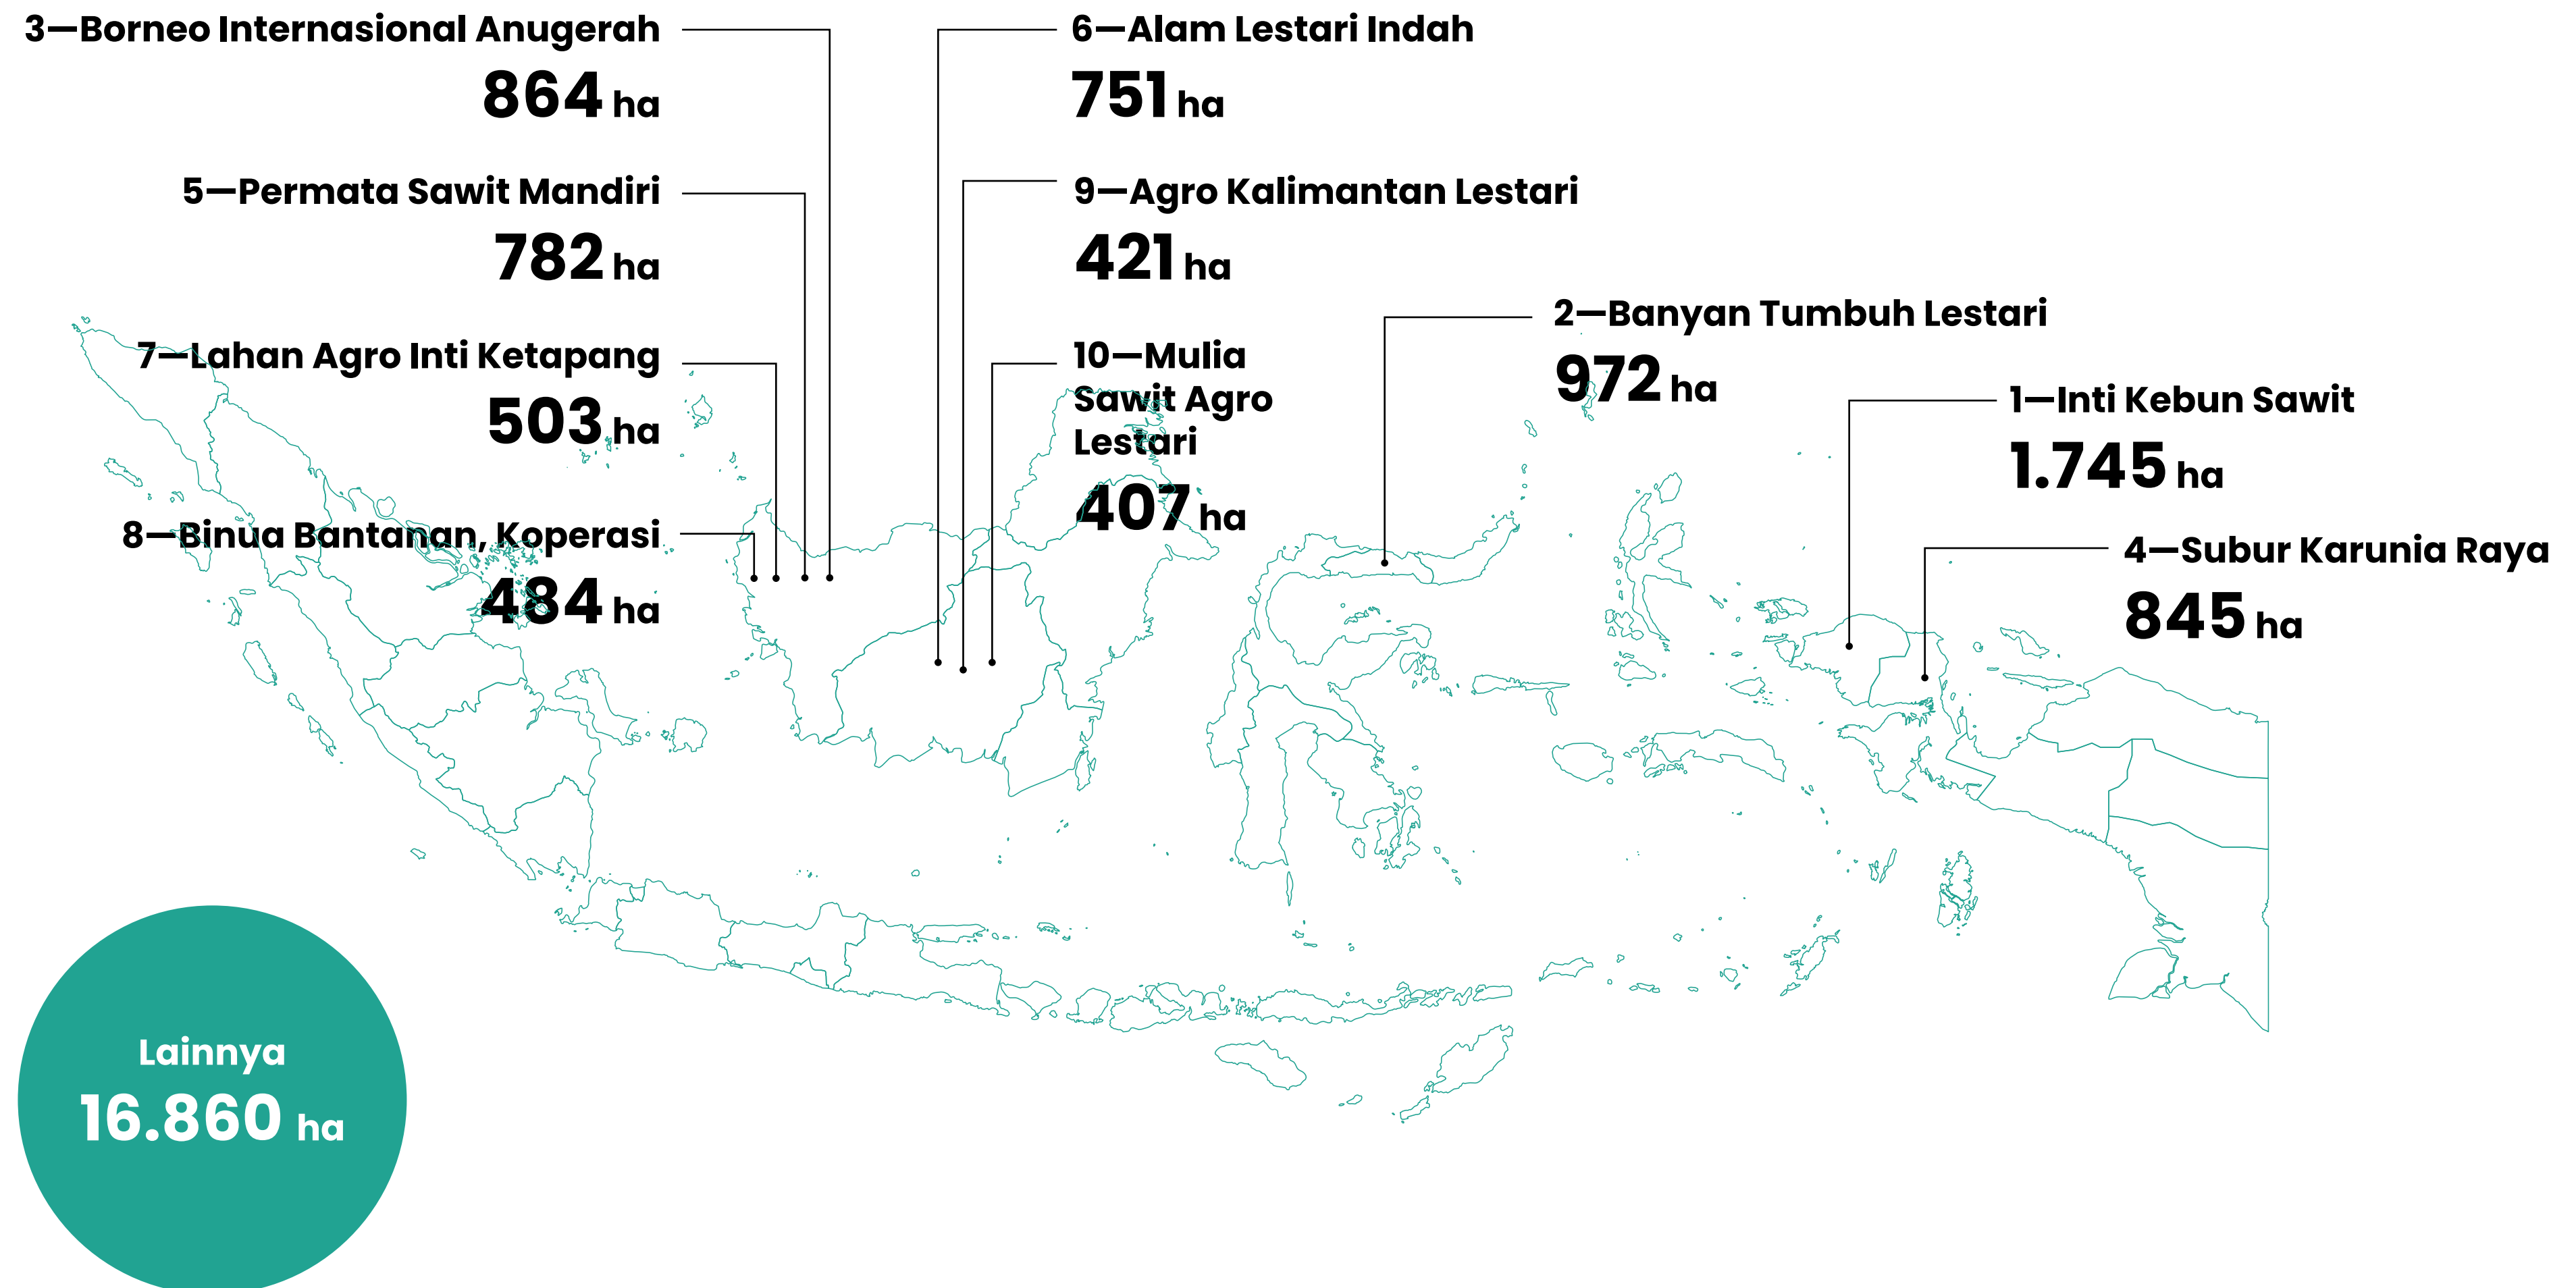 3—Borneo Internasional Anugerah
864 ha
5—Permata Sawit Mandiri
782 ha
7—Lahan Agro Inti Ketapang
503 ha
8—Binua Bantanan, Koperasi
484 ha
6—Alam Lestari Indah
751 ha
9—Agro Kalimantan Lestari
421 ha
10—Mulia
Sawit Agro
Lestari
407 ha
2—Banyan Tumbuh Lestari
972 ha
1—Inti Kebun Sawit
1.745 ha
4—Subur Karunia Raya
845 ha
Lainnya
16.860 ha